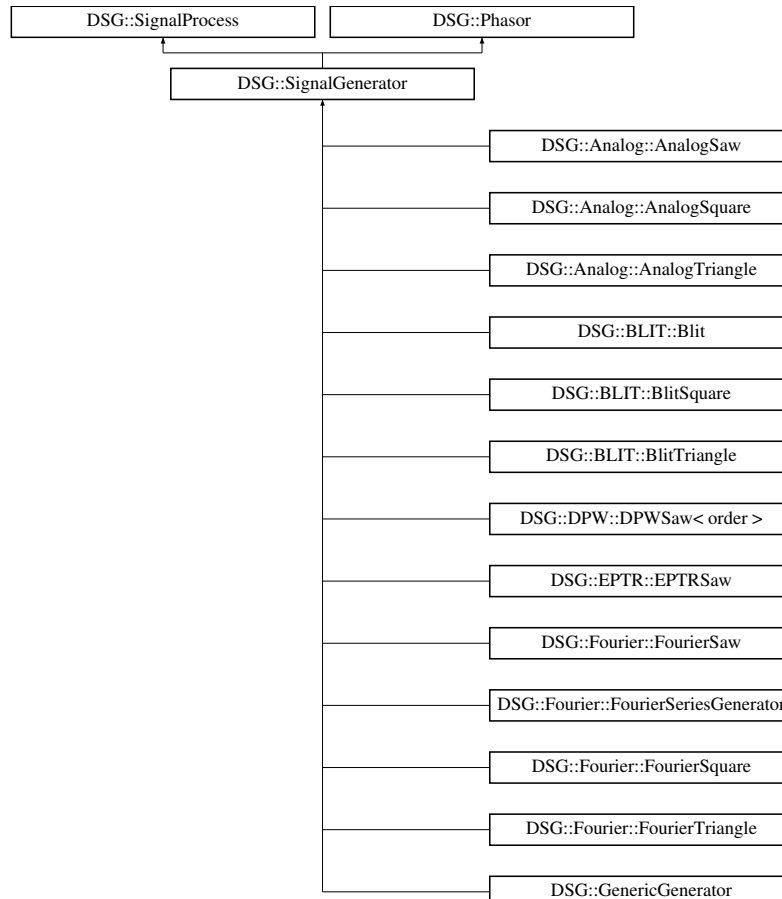 DSG::SignalProcess
DSG::Phasor
DSG::SignalGenerator
DSG::Analog::AnalogSaw
DSG::Analog::AnalogSquare
DSG::Analog::AnalogTriangle
DSG::BLIT::Blit
DSG::BLIT::BlitSquare
DSG::BLIT::BlitTriangle
DSG::DPW::DPWSaw< order >
DSG::EPTR::EPTRSaw
DSG::Fourier::FourierSaw
DSG::Fourier::FourierSeriesGenerator
DSG::Fourier::FourierSquare
DSG::Fourier::FourierTriangle
DSG::GenericGenerator